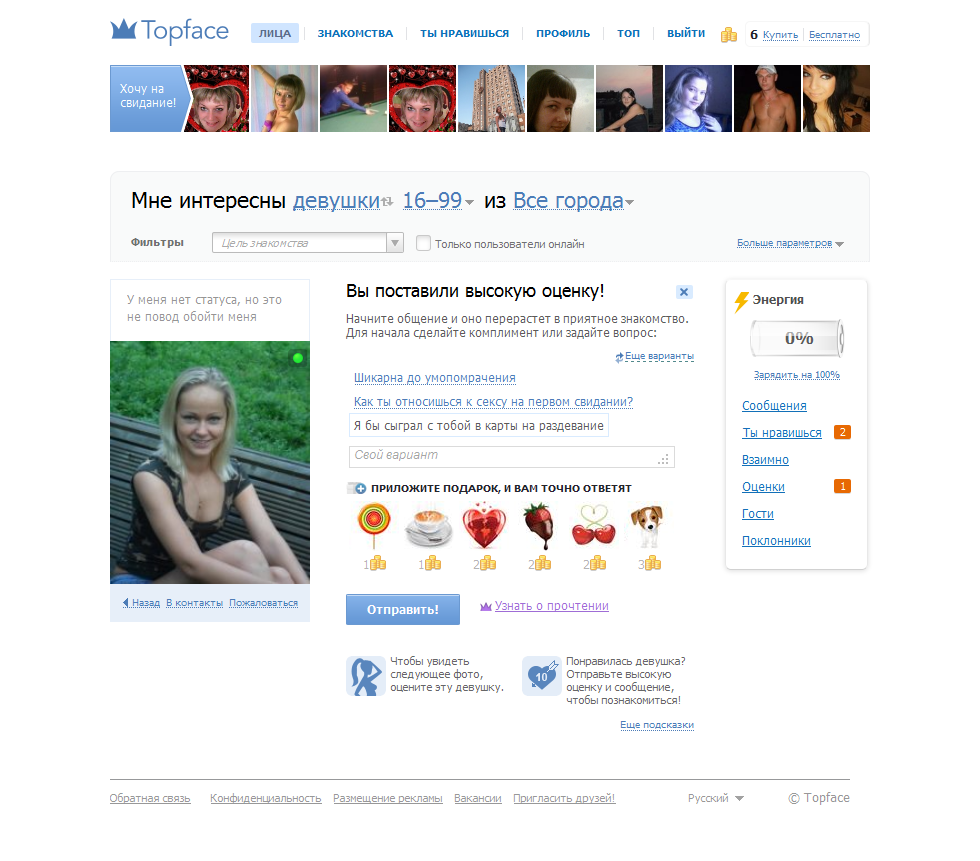 Topface
ЛИЦА
ЗНАКОМСТВА
ТЫ НРАВИШЬСЯ
ПРОФИЛЬ
ТОП
ВЫЙТИ
6 Купить Бесплатно
Хочу на
свидание!
Мне интересны девушки 16–99 из Все города
Фильтры
Цель знакомства
Только пользователи онлайн
Больше параметров
У меня нет статуса, но это
не повод обойти меня
Назад В контакты Пожаловаться
Вы поставили высокую оценку!
Начните общение и оно перерастет в приятное знакомство.
Для начала сделайте комплимент или задайте вопрос:
Еще варианты
Шикарна до умопомрачения
Как ты относишься к сексу на первом свидании?
Я бы сыграл с тобой в карты на раздевание
Свой вариант
ПРИЛОЖИТЕ ПОДАРОК, И ВАМ ТОЧНО ОТВЕТЯТ
1 1 2 2 2 3
Отправить!
Узнать о прочтении
Чтобы увидеть
следующее фото,
оцените эту девушку.
10
Понравилась девушка?
Отправьте высокую
оценку и сообщение,
чтобы познакомиться!
Еще подсказки
Энергия
0%
Зарядить на 100%
Сообщения
Ты нравишься 2
Взаимно
Оценки 1
Гости
Поклонники
Обратная связь
Конфиденциальность
Размещение рекламы
Вакансии
Пригласить друзей!
Русский
© Topface